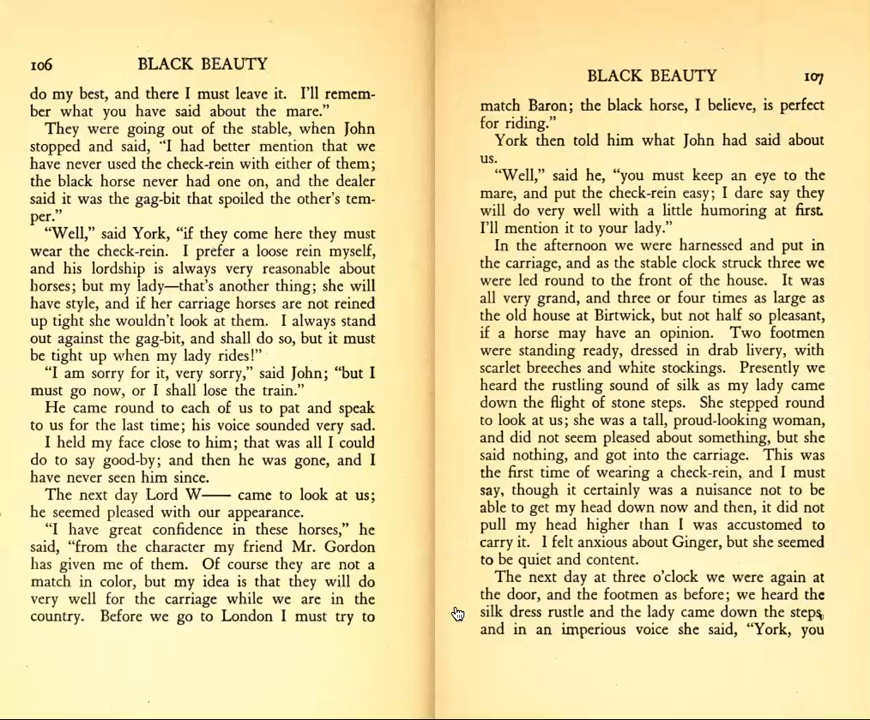 106 BLACK BEAUTY
do my best, and there I must leave it. I'll remem-
ber what you have said about the mare.”
They were going out of the stable, when John
stopped and said, “I had better mention that we
have never used the check-rein with either of them;
the black horse never had one on, and the dealer
said it was the gag-bit that spoiled the other's tem-
per.”
“Well,” said York, “if they come here they must
wear the check-rein. I prefer a loose rein myself,
and his lordship is always very reasonable about
horses; but my lady—that's another thing; she will
have style, and if her carriage horses are not reined
up tight she wouldn't look at them. I always stand
out against the gag-bit, and shall do so, but it must
be tight up when my lady rides!”
“I am sorry for it, very sorry,” said John; “but I
must go now, or I shall lose the train.”
He came round to each of us to pat and speak
to us for the last time; his voice sounded very sad.
I held my face close to him; that was all I could
do to say good-by; and then he was gone, and I
have never seen him since.
The next day Lord W—— came to look at us;
he seemed pleased with our appearance.
“I have great confidence in these horses,” he
said, “from the character my friend Mr. Gordon
has given me of them. Of course they are not a
match in color, but my idea is that they will do
very well for the carriage while we are in the
country. Before we go to London I must try to
BLACK BEAUTY 107
match Baron; the black horse, I believe, is perfect
for riding.”
York then told him what John had said about
us.
“Well,” said he, “you must keep an eye to the
mare, and put the check-rein easy; I dare say they
will do very well with a little humoring at first.
I'll mention it to your lady.”
In the afternoon we were harnessed and put in
the carriage, and as the stable clock struck three we
were led round to the front of the house. It was
all very grand, and three or four times as large as
the old house at Birtwick, but not half so pleasant,
if a horse may have an opinion. Two footmen
were standing ready, dressed in drab livery, with
scarlet breeches and white stockings. Presently we
heard the rustling sound of silk as my lady came
down the flight of stone steps. She stepped round
to look at us; she was a tall, proud-looking woman,
and did not seem pleased about something, but she
said nothing, and got into the carriage. This was
the first time of wearing a check-rein, and I must
say, though it certainly was a nuisance not to be
able to get my head down now and then, it did not
pull my head higher than I was accustomed to
carry it. I felt anxious about Ginger, but she seemed
to be quiet and content.
The next day at three o'clock we were again at
the door, and the footmen as before; we heard the
silk dress rustle and the lady came down the steps,
and in an imperious voice she said, “York, you